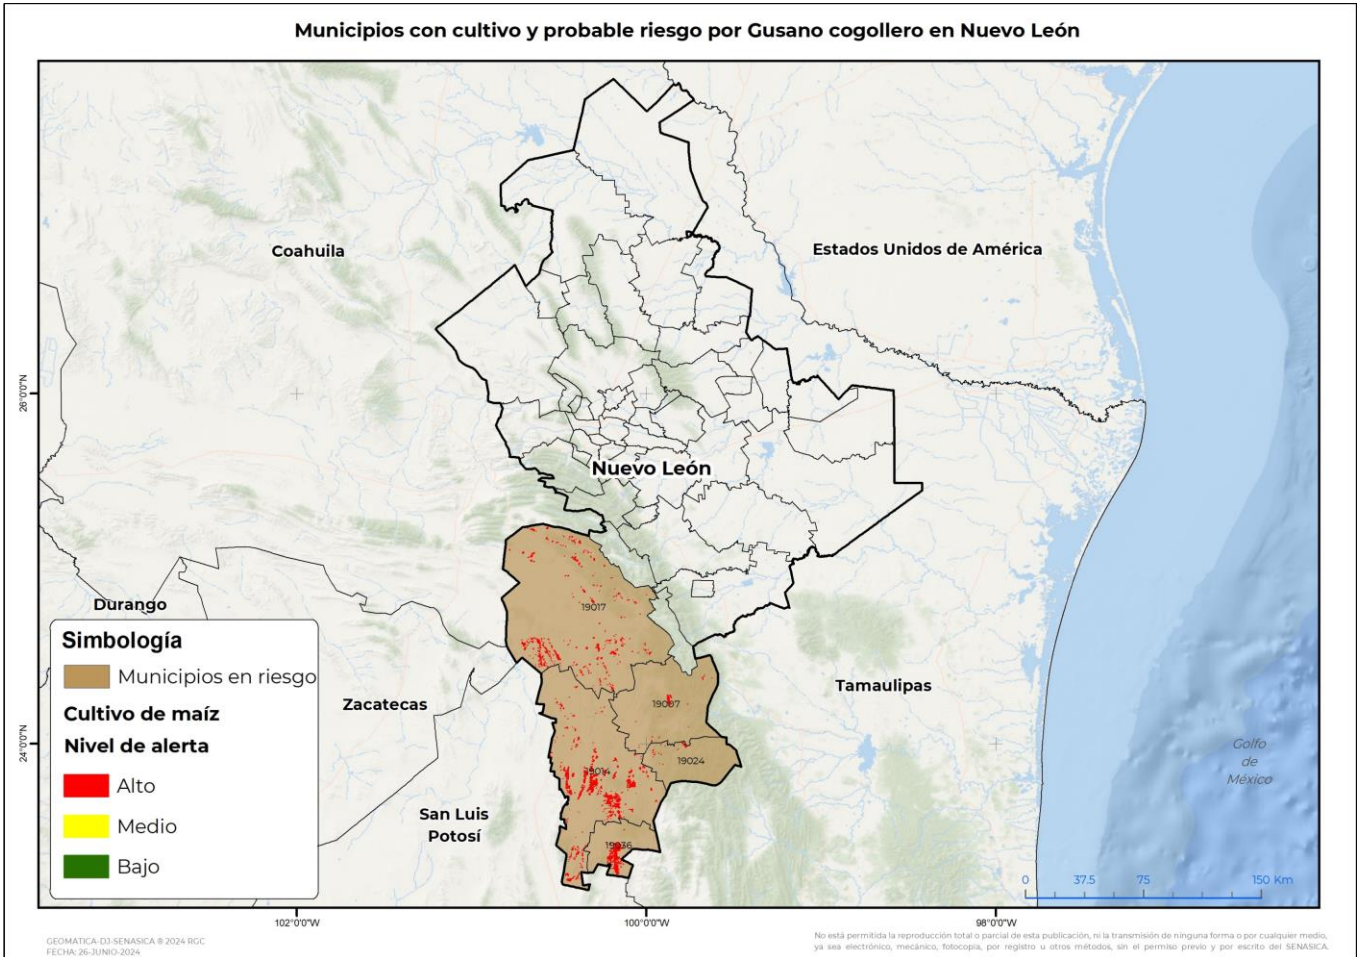 Municipios con cultivo y probable riesgo por Gusano cogollero en Nuevo León
Coahuila
Estados Unidos de América
26°0'0"N
Nuevo León
Durango
19017
Simbología
Municipios en riesgo
Zacatecas
Tamaulipas
19007
Cultivo de maíz
Nivel de alerta
24°0'0"N
19024
19014
Golfo
de
México
Alto
San Luis
Potosí
Medio
19036
Bajo
0 37.5 75 150 Km
102°0'0"W
100°0'0"W
98°0'0"W
GEOMATICA-DJ-SENASICA ® 2024 RGC
FECHA: 26-JUNIO-2024
No está permitida la reproducción total o parcial de esta publicación, ni la transmisión de ninguna forma o por cualquier medio,
ya sea electrónico, mecánico, fotocopia, por registro u otros métodos, sin el permiso previo y por escrito del SENASICA.